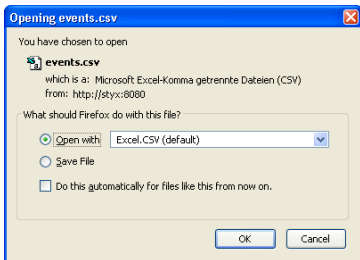 Opening events.csv
You have chosen to open
events.csv
which is a: Microsoft Excel-Komma getrennte Dateien (CSV)
from: http://styx:8080
What should Firefox do with this file?
Open with
Excel.CSV (default)
Save File
Do this automatically for files like this from now on.
OK
Cancel